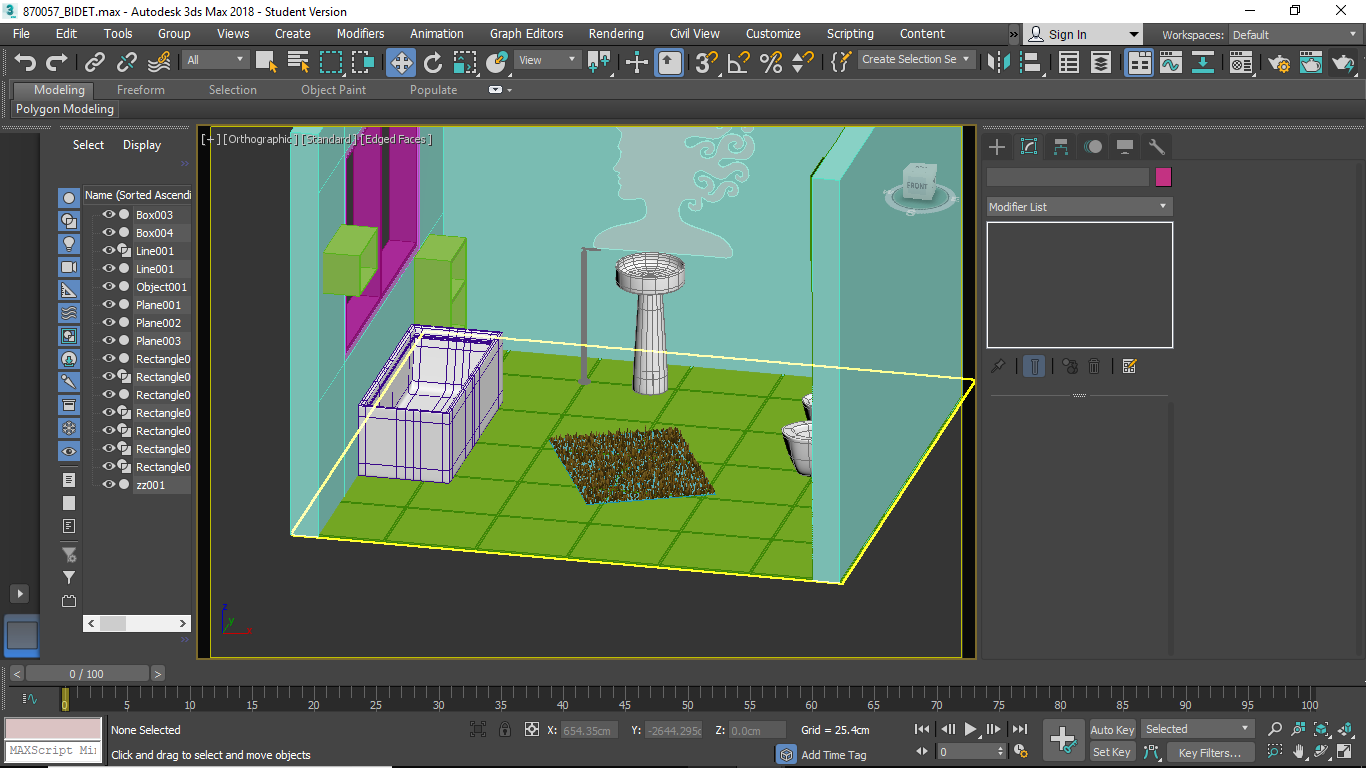 870057_BIDET.max - Autodesk 3ds Max 2018 - Student Version
File Edit Tools Group Views Create Modifiers Animation Graph Editors Rendering Civil View Customize Scripting Content Sign In Workspaces: Default
All View Create Selection Se
Modeling Freeform Selection Object Paint Populate
Polygon Modeling
Select Display
[+] [Orthographic] [Standard] [Edged Faces]
FRONT
Name (Sorted Ascendi
Box003
Box004
Line001
Line001
Object001
Plane001
Plane002
Plane003
Rectangle0
Rectangle0
Rectangle0
Rectangle0
Rectangle0
Rectangle0
Rectangle0
zz001
Modifier List
z
y
x
< 0 / 100 >
0 5 10 15 20 25 30 35 40 45 50 55 60 65 70 75 80 85 90 95 100
None Selected X: 654.35cm Y: -2644.295c Z: 0.0cm Grid = 25.4cm Auto Key Selected
MAXScript Mi
Click and drag to select and move objects Add Time Tag 0 Set Key Key Filters...